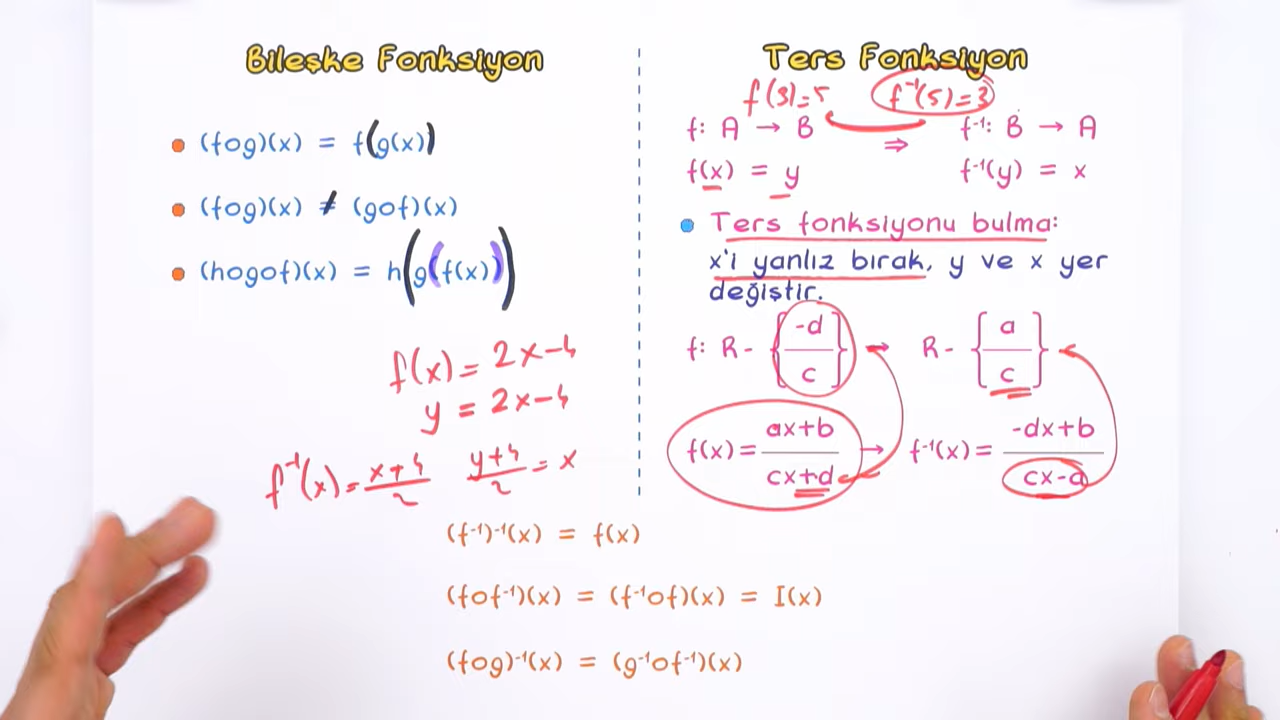 Bileşke Fonksiyon
(fog)(x) = f(g(x))
(fog)(x) ≠ (gof)(x)
(hogof)(x) = h(g(f(x)))
f(x) = 2x-4
y = 2x-4
y+4/2 = x
f⁻¹(x) = x+4/2
Ters Fonksiyon
f(3)=5 f⁻¹(5)=3
f: A → B ⇒ f⁻¹: B → A
f(x) = y f⁻¹(y) = x
Ters fonksiyonu bulma:
x'i yanlız bırak, y ve x yer
değiştir.
f: R - {-d/c} → R - {a/c}
f(x) = ax+b/cx+d → f⁻¹(x) = -dx+b/cx-a
(f⁻¹)⁻¹(x) = f(x)
(fof⁻¹)(x) = (f⁻¹of)(x) = I(x)
(fog)⁻¹(x) = (g⁻¹of⁻¹)(x)